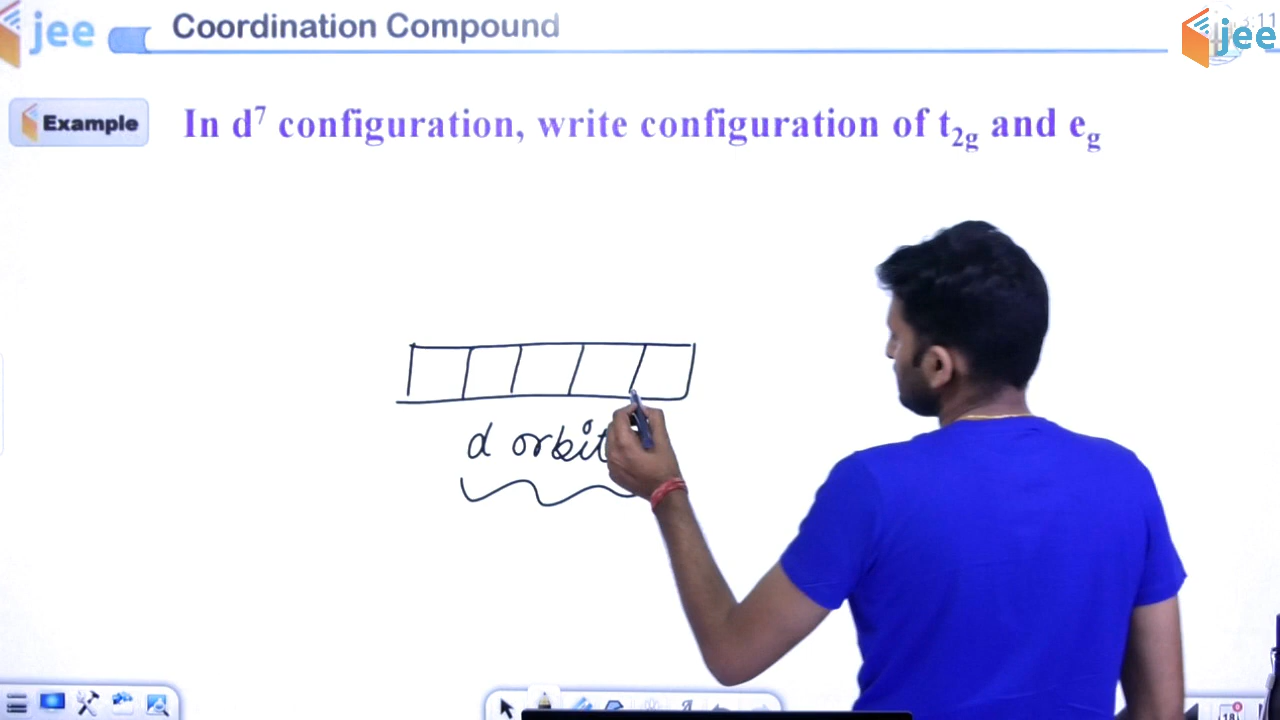 jee
Coordination Compound
jee
Example
In d⁷ configuration, write configuration of t₂g and eg
d orbit